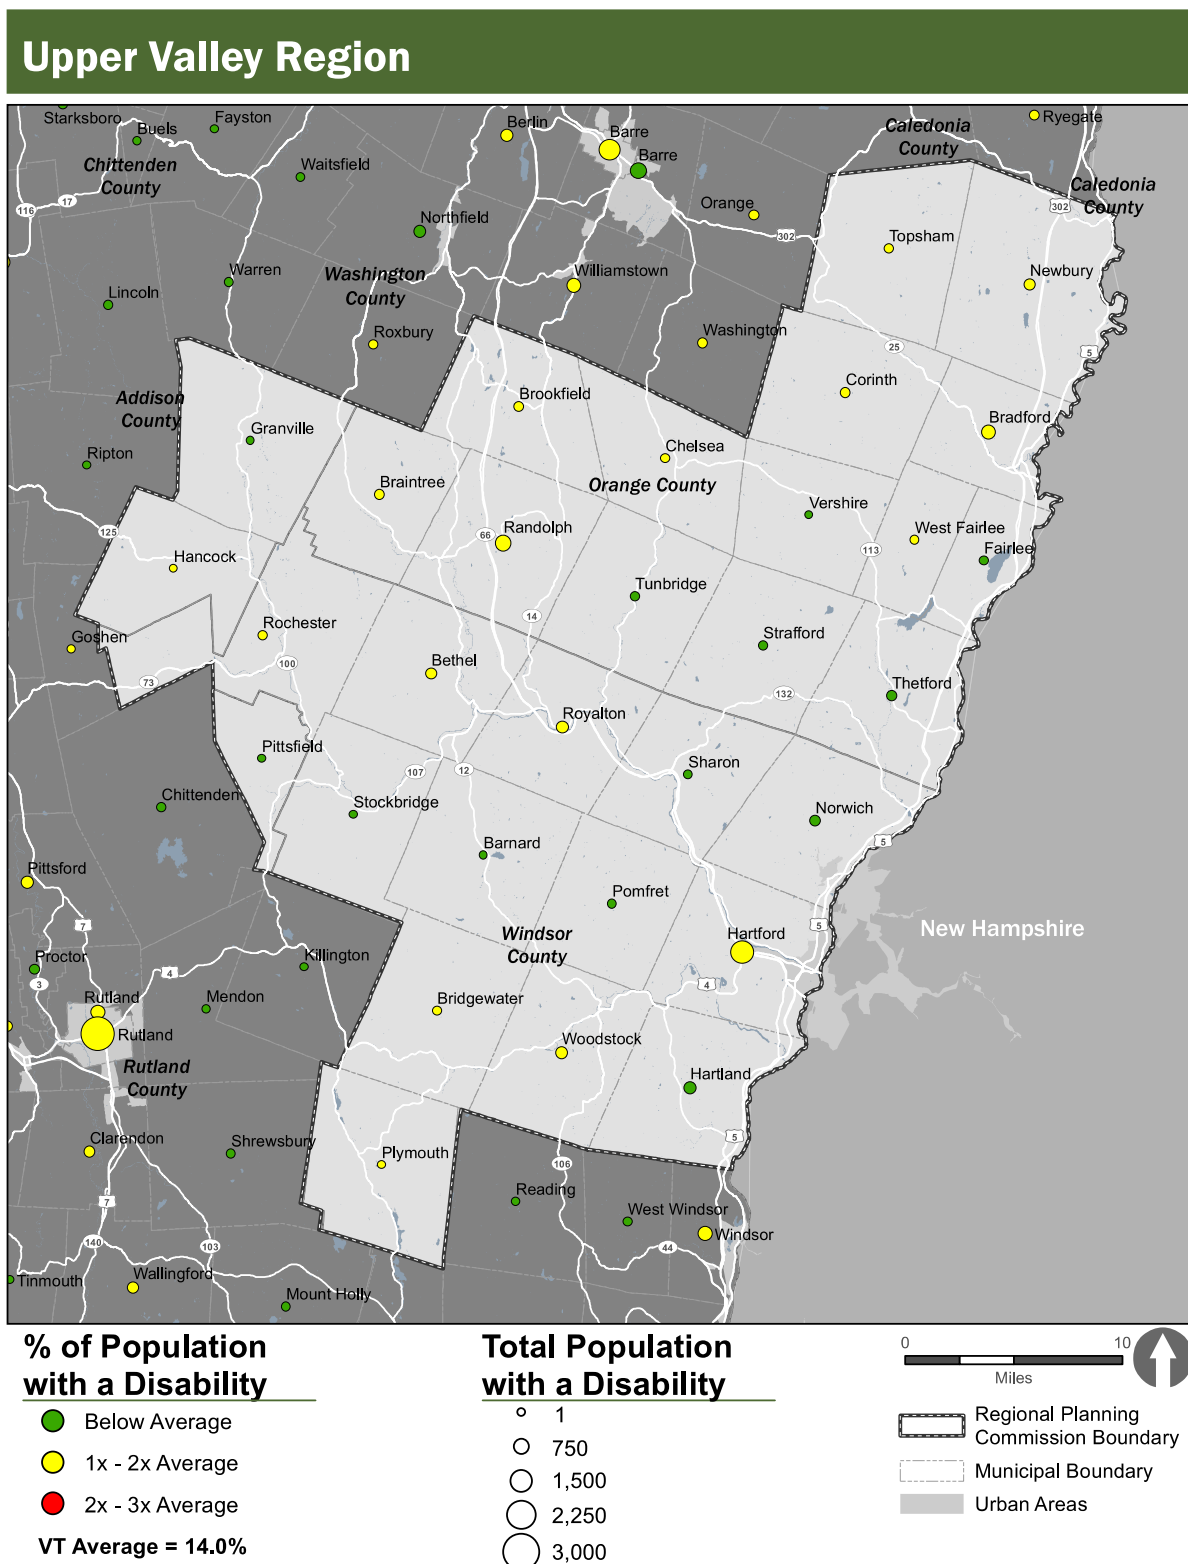 Upper Valley Region
Starksboro
Buels
Fayston
Berlin
Barre
Barre
Caledonia
County
Ryegate
Chittenden
County
Waitsfield
Caledonia
County
17
116
Northfield
Orange
302
302
Topsham
Warren
Washington
County
Williamstown
Newbury
Lincoln
Roxbury
Washington
25
5
Addison
County
Brookfield
Corinth
Bradford
Granville
Chelsea
Ripton
Braintree
Orange County
Vershire
125
66
Randolph
West Fairlee
113
Fairlee
Hancock
Tunbridge
14
Goshen
Rochester
Strafford
100
Bethel
73
132
Thetford
Royalton
Pittsfield
107
12
Sharon
Chittenden
Stockbridge
Norwich
5
Barnard
Pittsford
Pomfret
7
5
New Hampshire
Windsor
County
Hartford
Proctor
3
4
Killington
4
Rutland
Mendon
Bridgewater
Rutland
Woodstock
Rutland
County
Hartland
Clarendon
Shrewsbury
5
Plymouth
106
7
Reading
West Windsor
Windsor
140
103
44
Tinmouth
Wallingford
Mount Holly
% of Population
with a Disability
Below Average
1x - 2x Average
2x - 3x Average
VT Average = 14.0%
Total Population
with a Disability
1
750
1,500
2,250
3,000
0
10
Miles
Regional Planning
Commission Boundary
Municipal Boundary
Urban Areas